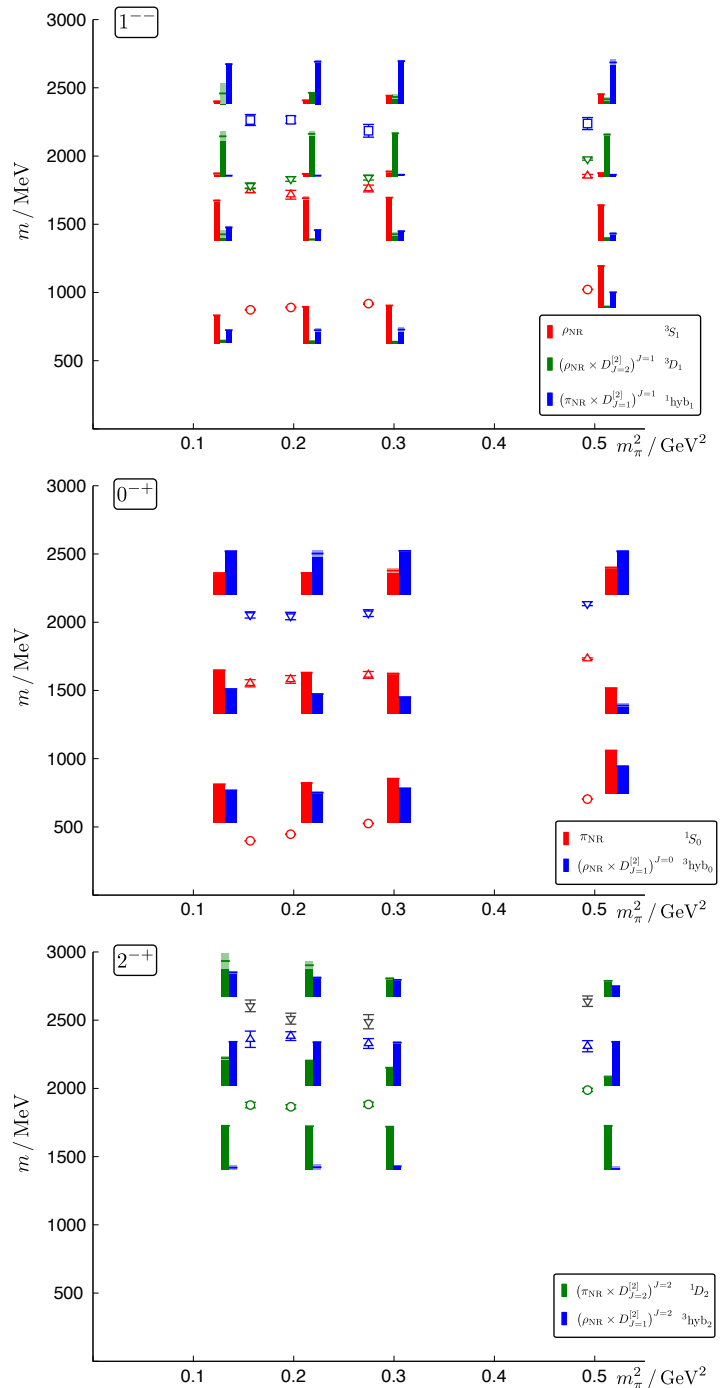 1⁻⁻
3000
2500
2000
1500
1000
500
m / MeV
0.1 0.2 0.3 0.4 0.5
m_π² / GeV²
ρ_NR ³S₁
(ρ_NR × D^[2]_{J=2})^{J=1} ³D₁
(π_NR × D^[2]_{J=1})^{J=1} ¹hyb₁
0⁻⁺
3000
2500
2000
1500
1000
500
m / MeV
0.1 0.2 0.3 0.4 0.5
m_π² / GeV²
π_NR ¹S₀
(ρ_NR × D^[2]_{J=1})^{J=0} ³hyb₀
2⁻⁺
3000
2500
2000
1500
1000
500
m / MeV
0.1 0.2 0.3 0.4 0.5
m_π² / GeV²
(π_NR × D^[2]_{J=2})^{J=2} ¹D₂
(ρ_NR × D^[2]_{J=1})^{J=2} ³hyb₂